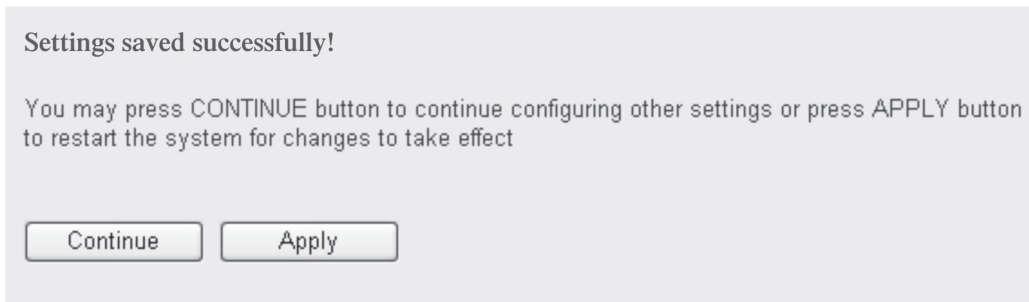 Settings saved successfully!
You may press CONTINUE button to continue configuring other settings or press APPLY button
to restart the system for changes to take effect
Continue
Apply